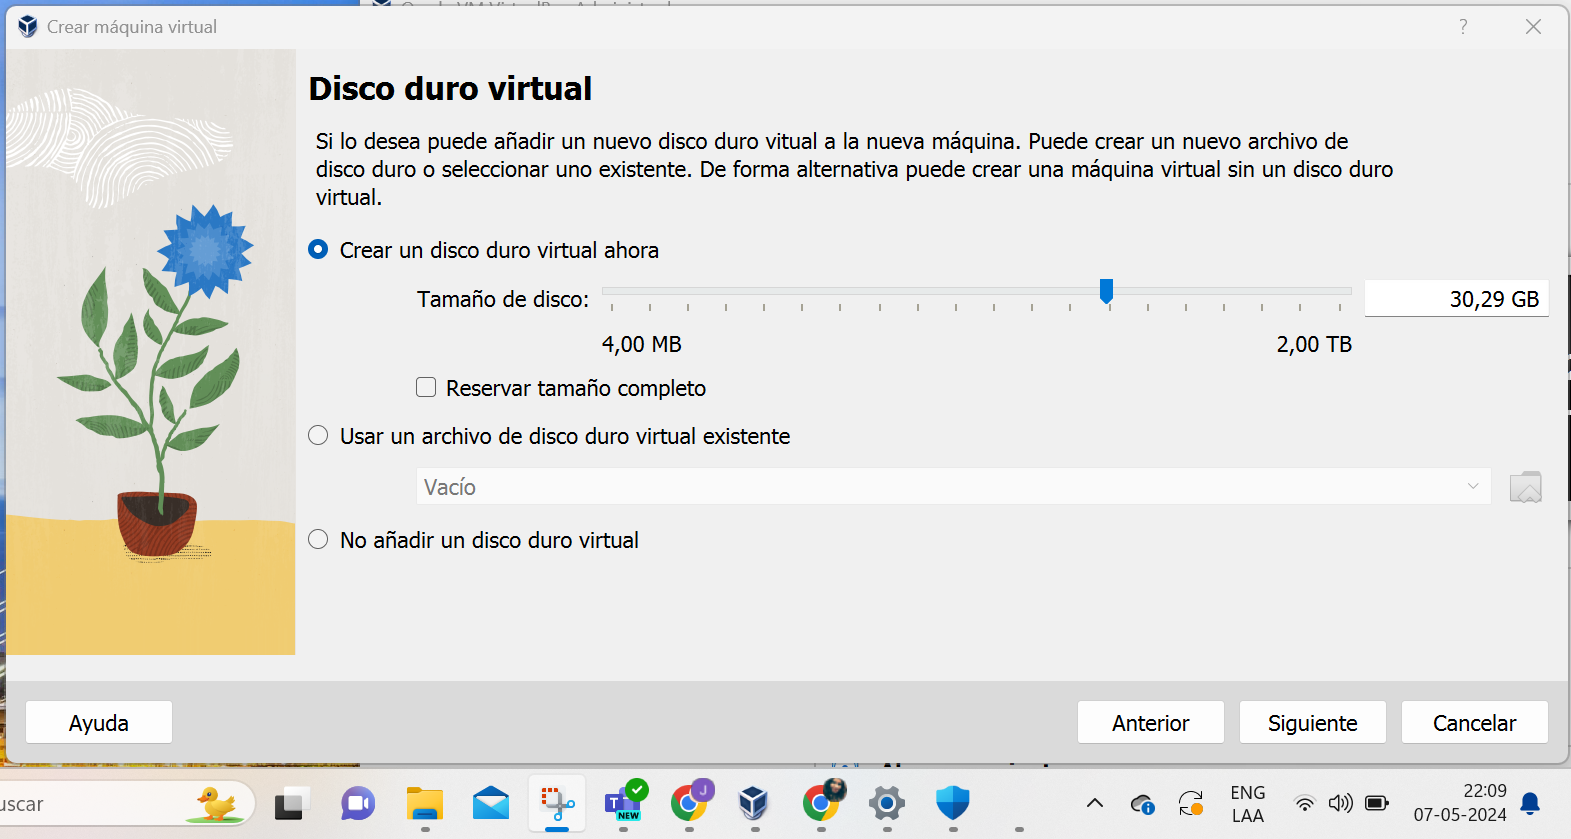 Crear máquina virtual
?
Disco duro virtual
Si lo desea puede añadir un nuevo disco duro vitual a la nueva máquina. Puede crear un nuevo archivo de
disco duro o seleccionar uno existente. De forma alternativa puede crear una máquina virtual sin un disco duro
virtual.
Crear un disco duro virtual ahora
Tamaño de disco:
30,29 GB
4,00 MB
2,00 TB
Reservar tamaño completo
Usar un archivo de disco duro virtual existente
Vacío
No añadir un disco duro virtual
Ayuda
Anterior
Siguiente
Cancelar
uscar
T
NEW
J
ENG
LAA
22:09
07-05-2024